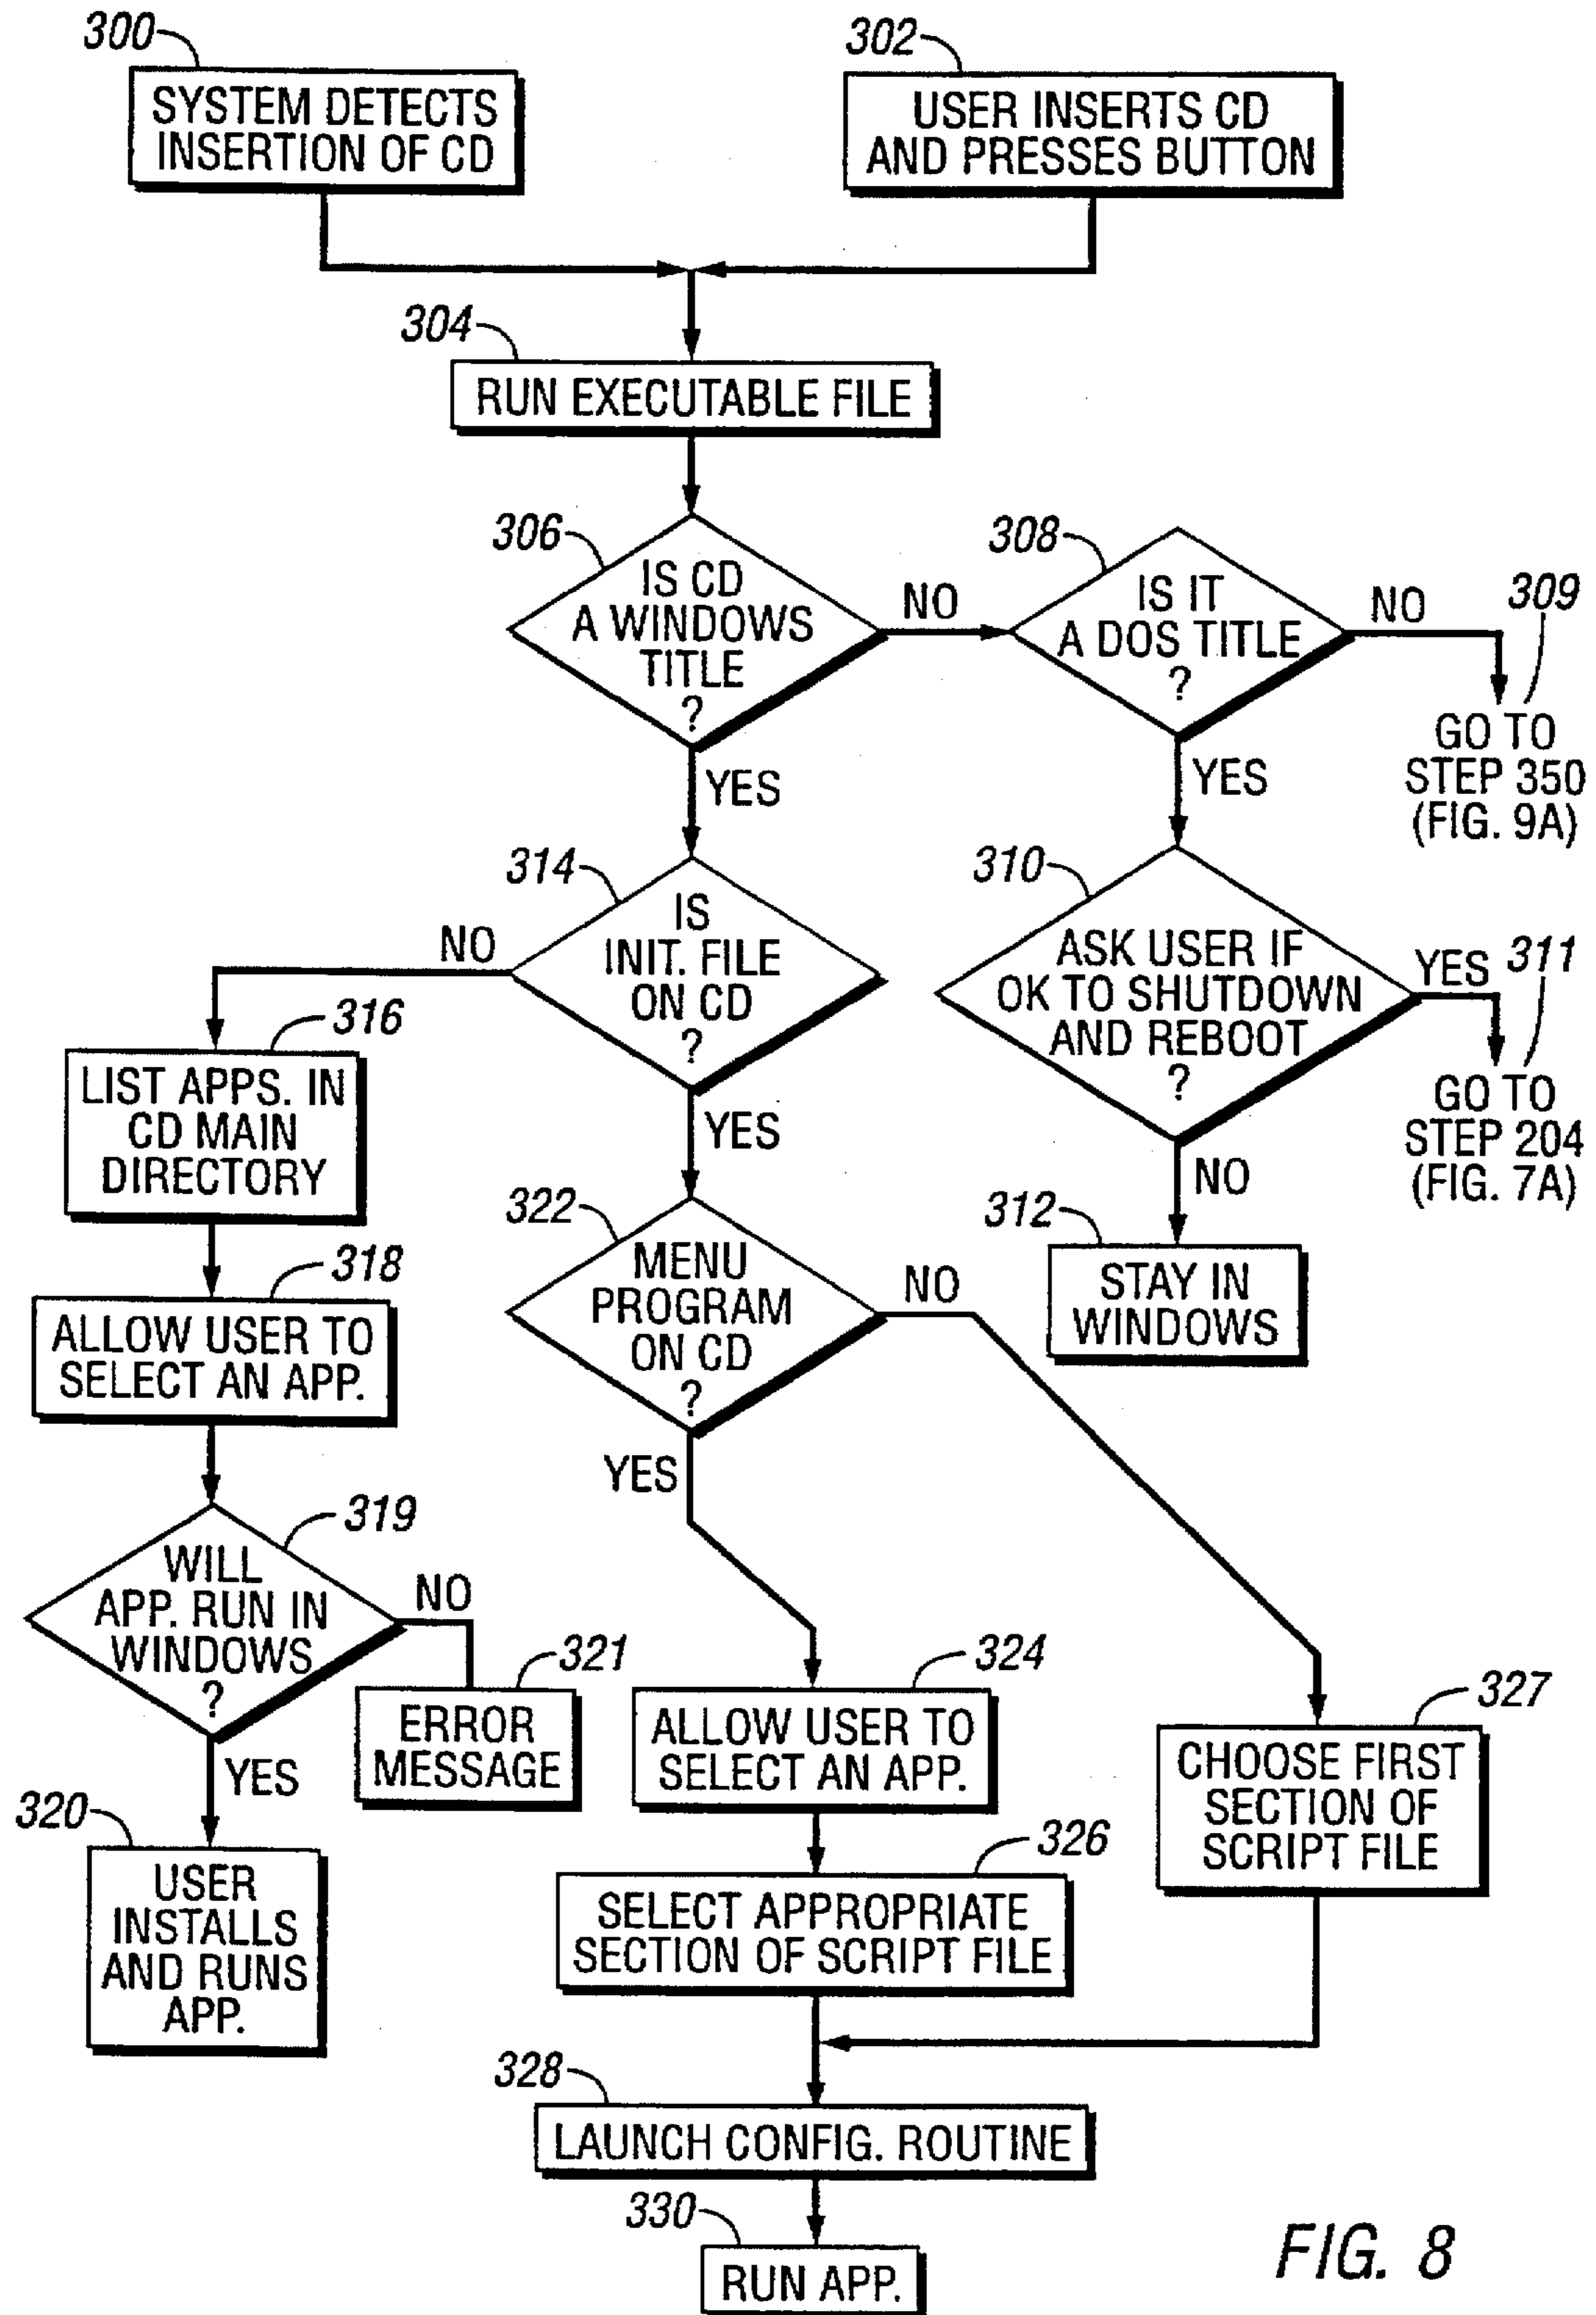 300
SYSTEM DETECTS
INSERTION OF CD
302
USER INSERTS CD
AND PRESSES BUTTON
304
RUN EXECUTABLE FILE
306
IS CD
A WINDOWS
TITLE
?
NO
308
IS IT
A DOS TITLE
?
NO
309
GO TO
STEP 350
(FIG. 9A)
YES
YES
310
ASK USER IF
OK TO SHUTDOWN
AND REBOOT
?
YES
311
GO TO
STEP 204
(FIG. 7A)
NO
312
STAY IN
WINDOWS
314
IS
INIT. FILE
ON CD
?
NO
316
LIST APPS. IN
CD MAIN
DIRECTORY
318
ALLOW USER TO
SELECT AN APP.
319
WILL
APP. RUN IN
WINDOWS
?
NO
321
ERROR
MESSAGE
YES
320
USER
INSTALLS
AND RUNS
APP.
YES
322
MENU
PROGRAM
ON CD
?
NO
YES
324
ALLOW USER TO
SELECT AN APP.
326
SELECT APPROPRIATE
SECTION OF SCRIPT FILE
327
CHOOSE FIRST
SECTION OF
SCRIPT FILE
328
LAUNCH CONFIG. ROUTINE
330
RUN APP.
FIG. 8